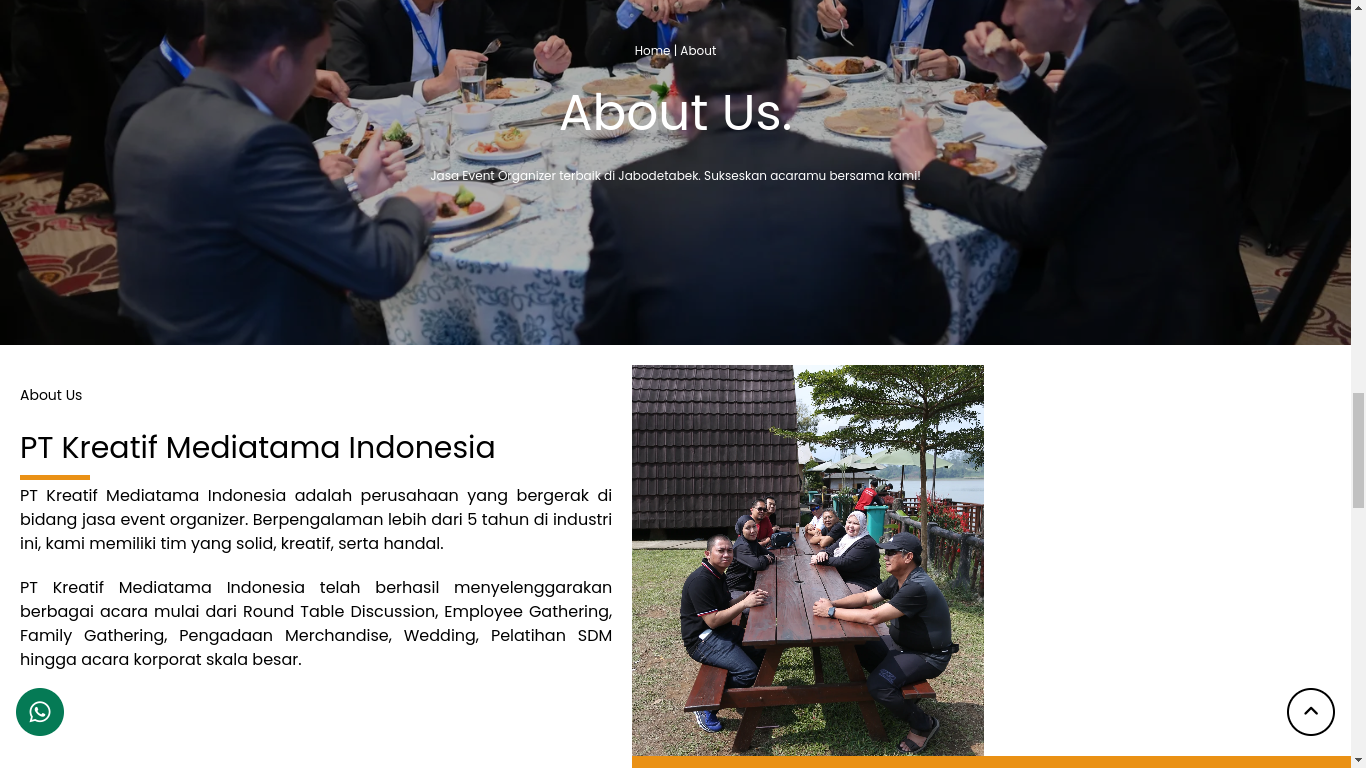 Home | About
About Us.
Jasa Event Organizer terbaik di Jabodetabek. Sukseskan acaramu bersama kami!
About Us
PT Kreatif Mediatama Indonesia
PT Kreatif Mediatama Indonesia adalah perusahaan yang bergerak di
bidang jasa event organizer. Berpengalaman lebih dari 5 tahun di industri
ini, kami memiliki tim yang solid, kreatif, serta handal.
PT Kreatif Mediatama Indonesia telah berhasil menyelenggarakan
berbagai acara mulai dari Round Table Discussion, Employee Gathering,
Family Gathering, Pengadaan Merchandise, Wedding, Pelatihan SDM
hingga acara korporat skala besar.